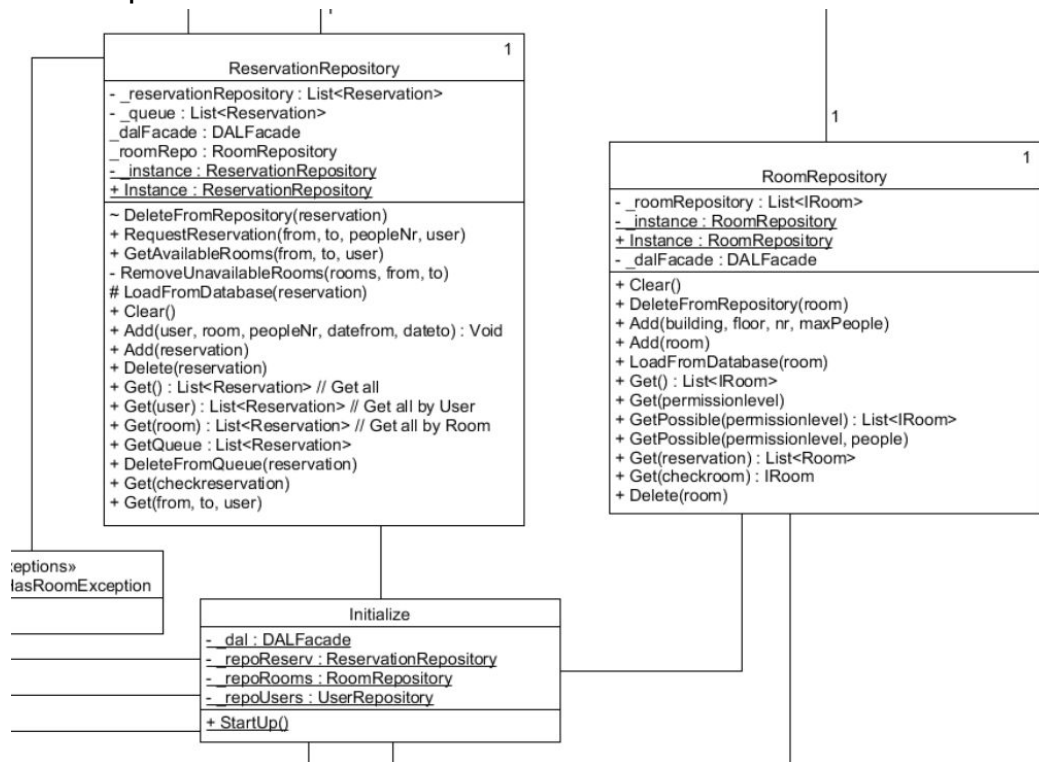 1
ReservationRepository
- _reservationRepository : List<Reservation>
- _queue : List<Reservation>
_dalFacade : DALFacade
_roomRepo : RoomRepository
- _instance : ReservationRepository
+ Instance : ReservationRepository
~ DeleteFromRepository(reservation)
+ RequestReservation(from, to, peopleNr, user)
+ GetAvailableRooms(from, to, user)
- RemoveUnavailableRooms(rooms, from, to)
# LoadFromDatabase(reservation)
+ Clear()
+ Add(user, room, peopleNr, datefrom, dateto) : Void
+ Add(reservation)
+ Delete(reservation)
+ Get() : List<Reservation> // Get all
+ Get(user) : List<Reservation> // Get all by User
+ Get(room) : List<Reservation> // Get all by Room
+ GetQueue : List<Reservation>
+ DeleteFromQueue(reservation)
+ Get(checkreservation)
+ Get(from, to, user)
1
1
RoomRepository
- _roomRepository : List<IRoom>
- _instance : RoomRepository
+ Instance : RoomRepository
- _dalFacade : DALFacade
+ Clear()
+ DeleteFromRepository(room)
+ Add(building, floor, nr, maxPeople)
+ Add(room)
+ LoadFromDatabase(room)
+ Get() : List<IRoom>
+ Get(permissionlevel)
+ GetPossible(permissionlevel) : List<IRoom>
+ GetPossible(permissionlevel, people)
+ Get(reservation) : List<Room>
+ Get(checkroom) : IRoom
+ Delete(room)
eptions»
HasRoomException
Initialize
- _dal : DALFacade
- _repoReserv : ReservationRepository
- _repoRooms : RoomRepository
- _repoUsers : UserRepository
+ StartUp()